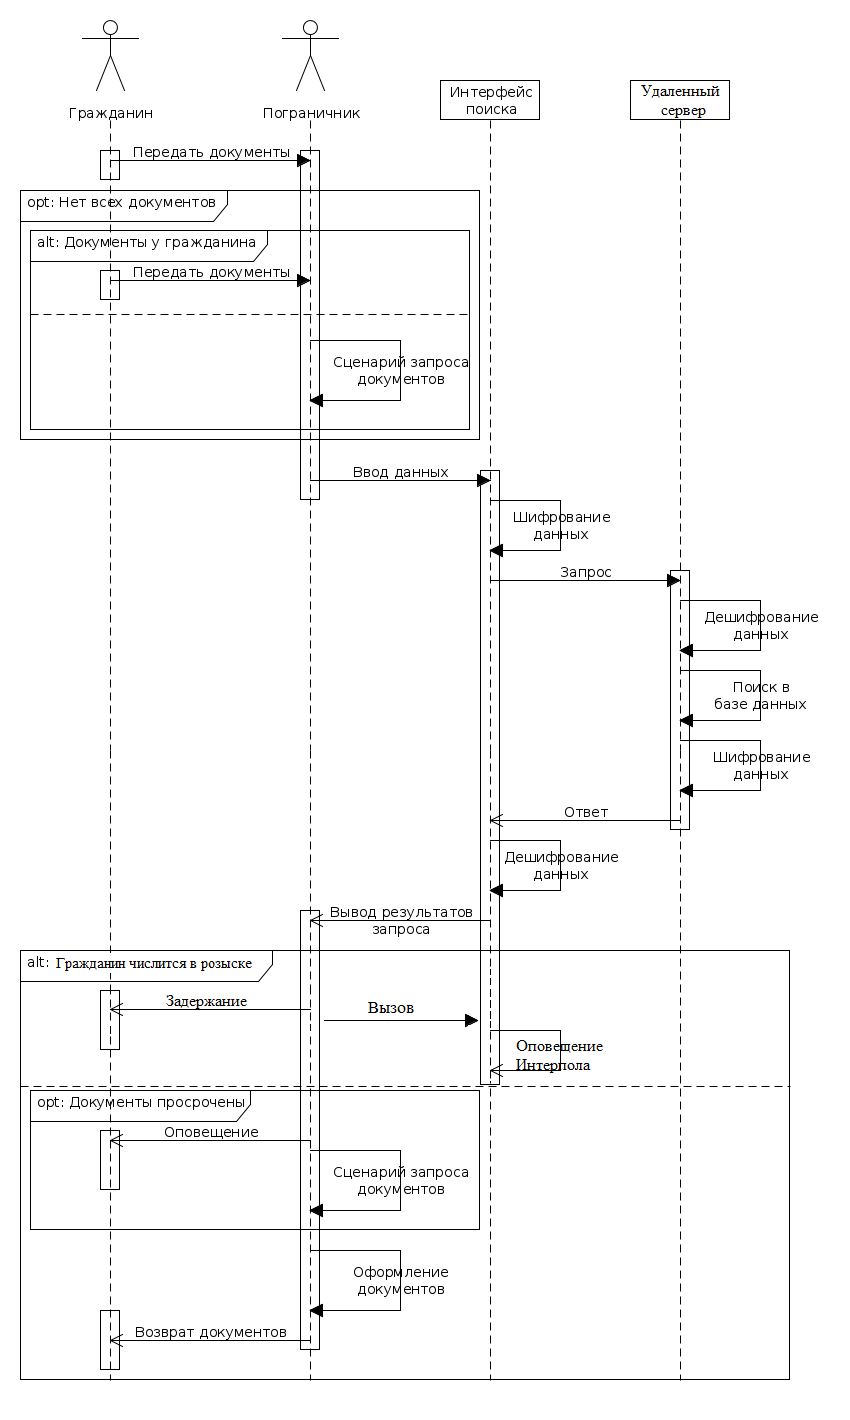 Гражданин
Пограничник
Интерфейс
поиска
Удаленный
сервер
Передать документы
opt: Нет всех документов
alt: Документы у гражданина
Передать документы
Сценарий запроса
документов
Ввод данных
Шифрование
данных
Запрос
Дешифрование
данных
Поиск в
базе данных
Шифрование
данных
Ответ
Дешифрование
данных
Вывод результатов
запроса
alt: Гражданин числится в розыске
Задержание
Вызов
Оповещение
Интерпола
opt: Документы просрочены
Оповещение
Сценарий запроса
документов
Оформление
документов
Возврат документов